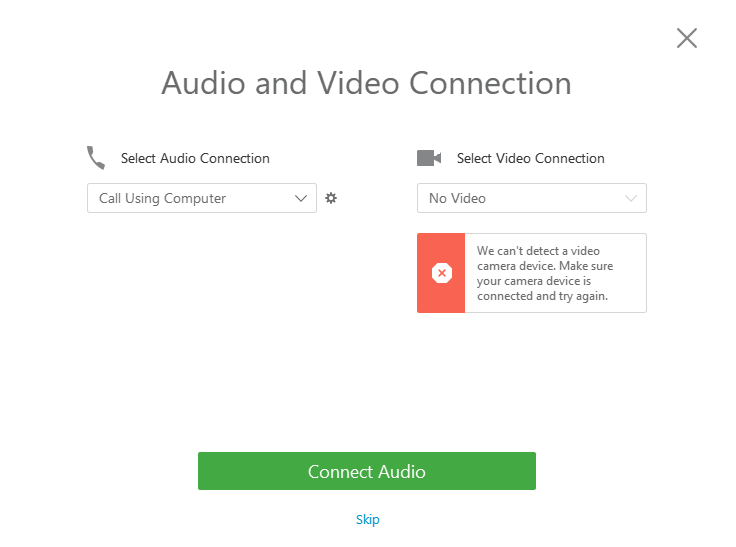 Audio and Video Connection
Select Audio Connection
Select Video Connection
Call Using Computer
No Video
We can't detect a video
camera device. Make sure
your camera device is
connected and try again.
Connect Audio
Skip